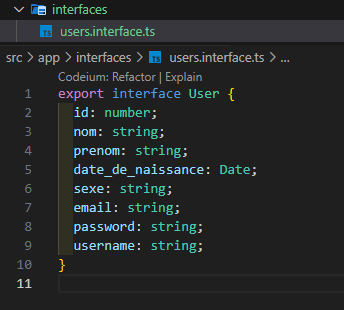 interfaces
TS users.interface.ts
src > app > interfaces > TS users.interface.ts > ...
Codeium: Refactor | Explain
1 export interface User {
2 id: number;
3 nom: string;
4 prenom: string;
5 date_de_naissance: Date;
6 sexe: string;
7 email: string;
8 password: string;
9 username: string;
10 }
11